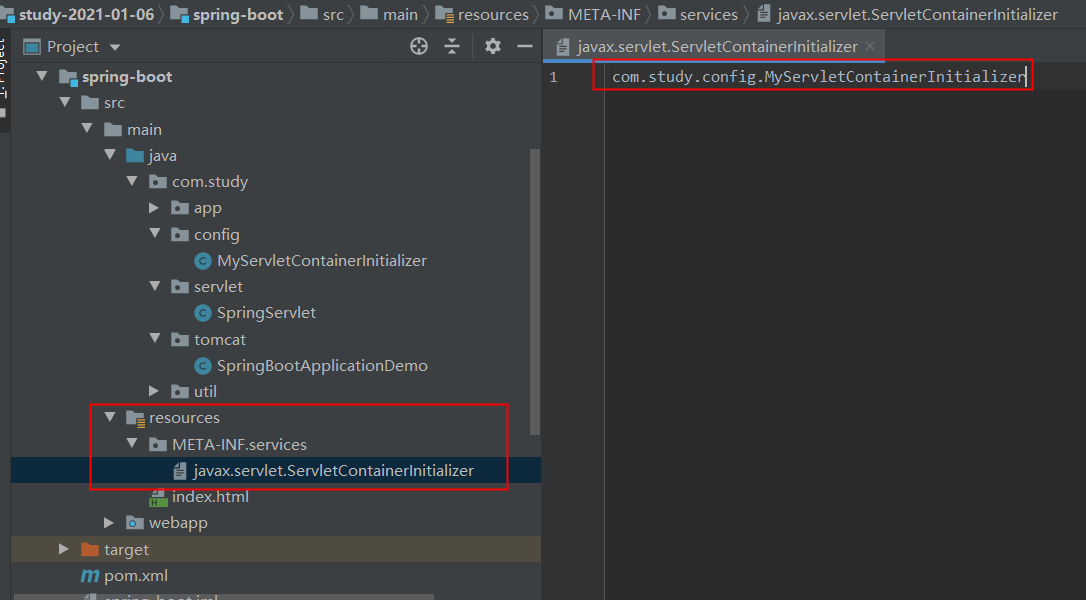 study-2021-01-06 spring-boot src main resources META-INF services javax.servlet.ServletContainerInitializer
Project
javax.servlet.ServletContainerInitializer
1 com.study.config.MyServletContainerInitializer
spring-boot
src
main
java
com.study
app
config
MyServletContainerInitializer
servlet
SpringServlet
tomcat
SpringBootApplicationDemo
util
resources
META-INF.services
javax.servlet.ServletContainerInitializer
index.html
webapp
target
pom.xml